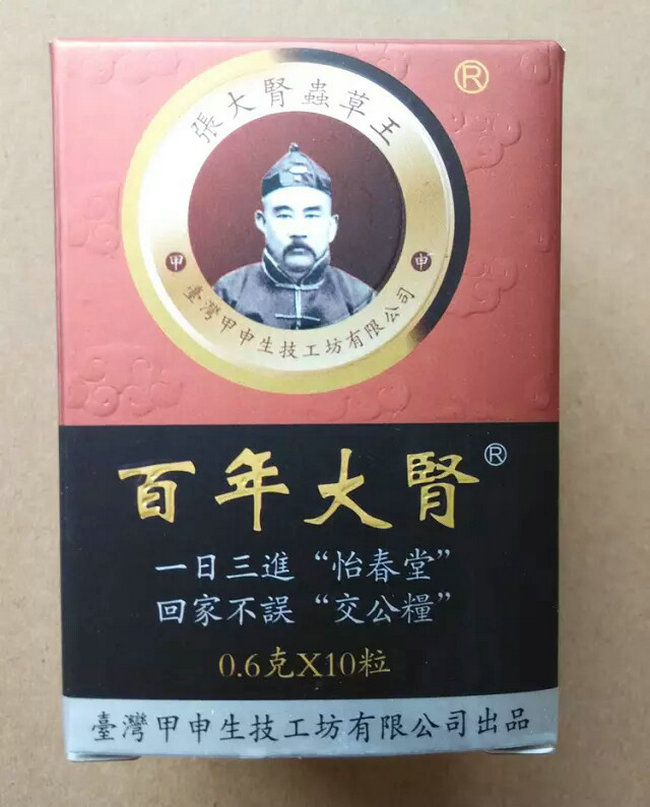 ®
張大腎蟲草王
甲 申
臺灣甲申生技工坊有限公司
百年大腎®
一日三進“怡春堂”
回家不誤“交公糧”
0.6克X10粒
臺灣甲申生技工坊有限公司出品